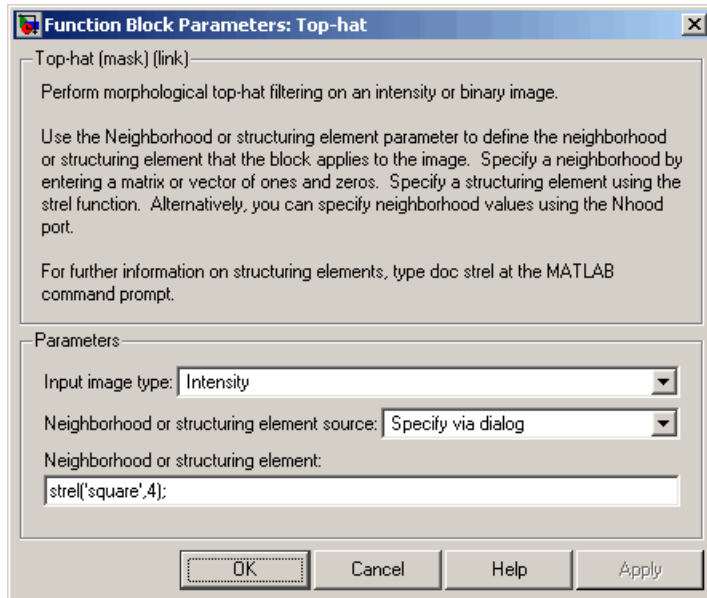 Function Block Parameters: Top-hat
Top-hat (mask) (link)
Perform morphological top-hat filtering on an intensity or binary image.
Use the Neighborhood or structuring element parameter to define the neighborhood
or structuring element that the block applies to the image.  Specify a neighborhood by
entering a matrix or vector of ones and zeros.  Specify a structuring element using the
strel function.  Alternatively, you can specify neighborhood values using the Nhood
port.
For further information on structuring elements, type doc strel at the MATLAB
command prompt.
Parameters
Input image type: Intensity
Neighborhood or structuring element source: Specify via dialog
Neighborhood or structuring element:
strel('square',4);
OK Cancel Help Apply